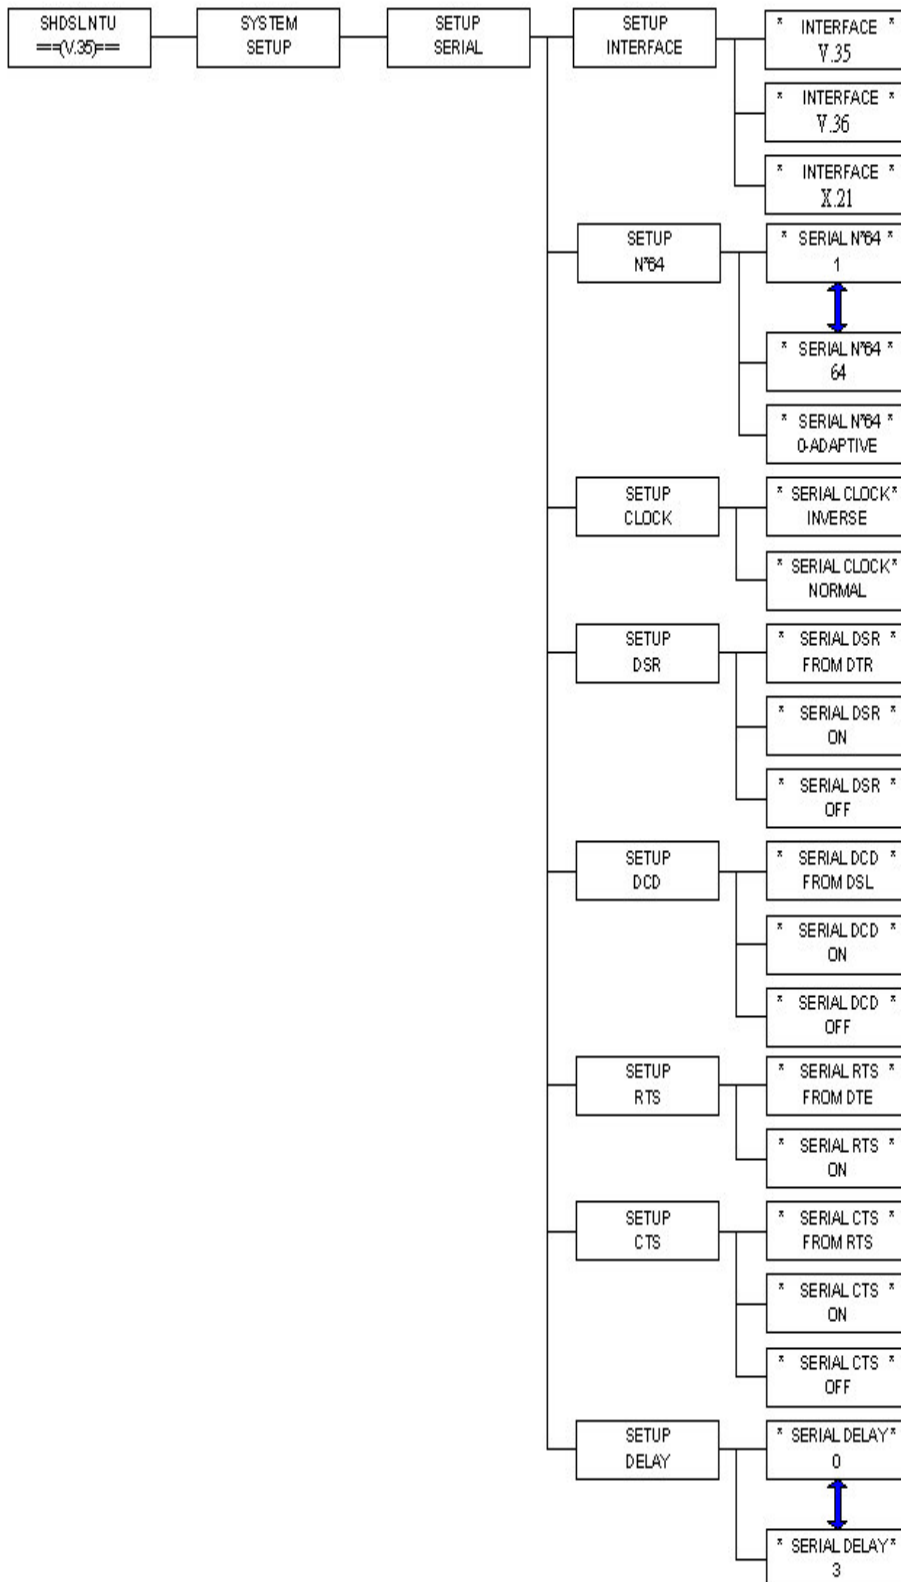 SHDSL NTU
==(V.35)==
SYSTEM
SETUP
SETUP
SERIAL
SETUP
INTERFACE
* INTERFACE *
V.35
* INTERFACE *
V.36
* INTERFACE *
X.21
SETUP
N*64
* SERIAL N*64 *
1
* SERIAL N*64 *
64
* SERIAL N*64 *
0-ADAPTIVE
SETUP
CLOCK
* SERIAL CLOCK *
INVERSE
* SERIAL CLOCK *
NORMAL
SETUP
DSR
* SERIAL DSR *
FROM DTR
* SERIAL DSR *
ON
* SERIAL DSR *
OFF
SETUP
DCD
* SERIAL DCD *
FROM DSL
* SERIAL DCD *
ON
* SERIAL DCD *
OFF
SETUP
RTS
* SERIAL RTS *
FROM DTE
* SERIAL RTS *
ON
SETUP
CTS
* SERIAL CTS *
FROM RTS
* SERIAL CTS *
ON
* SERIAL CTS *
OFF
SETUP
DELAY
* SERIAL DELAY *
0
* SERIAL DELAY *
3